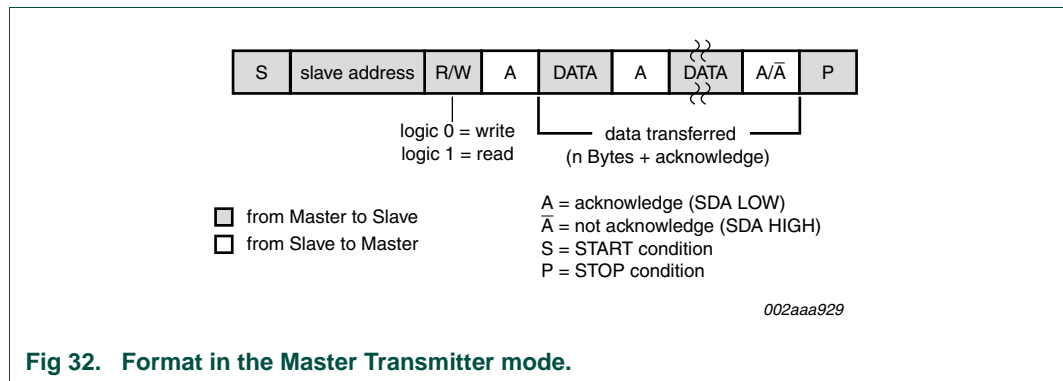 S slave address R/W A DATA A DATA A/A̅ P
logic 0 = write
logic 1 = read
data transferred
(n Bytes + acknowledge)
from Master to Slave
from Slave to Master
A = acknowledge (SDA LOW)
A̅ = not acknowledge (SDA HIGH)
S = START condition
P = STOP condition
002aaa929
Fig 32. Format in the Master Transmitter mode.